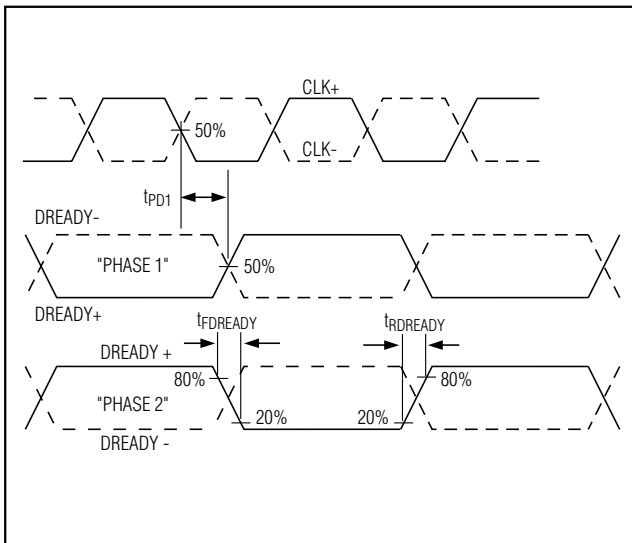 CLK+
50%
CLK-
tPD1
DREADY-
"PHASE 1"
50%
DREADY+
tFDREADY
tRDREADY
DREADY +
80%
80%
"PHASE 2"
20%
20%
DREADY -